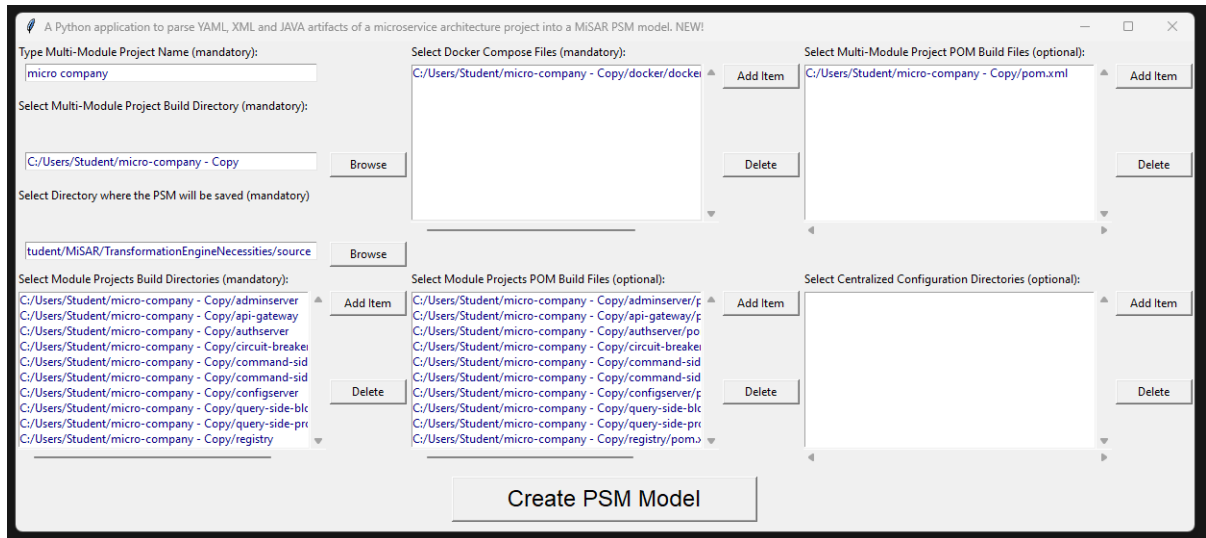 A Python application to parse YAML, XML and JAVA artifacts of a microservice architecture project into a MiSAR PSM model. NEW!
Type Multi-Module Project Name (mandatory):
micro company
Select Multi-Module Project Build Directory (mandatory):
C:/Users/Student/micro-company - Copy
Browse
Select Directory where the PSM will be saved (mandatory)
tudent/MiSAR/TransformationEngineNecessities/source
Browse
Select Docker Compose Files (mandatory):
C:/Users/Student/micro-company - Copy/docker/docker
Add Item
Delete
Select Multi-Module Project POM Build Files (optional):
C:/Users/Student/micro-company - Copy/pom.xml
Add Item
Delete
Select Module Projects Build Directories (mandatory):
C:/Users/Student/micro-company - Copy/adminserver
C:/Users/Student/micro-company - Copy/api-gateway
C:/Users/Student/micro-company - Copy/authserver
C:/Users/Student/micro-company - Copy/circuit-breaker
C:/Users/Student/micro-company - Copy/command-sid
C:/Users/Student/micro-company - Copy/command-sid
C:/Users/Student/micro-company - Copy/configserver
C:/Users/Student/micro-company - Copy/query-side-blo
C:/Users/Student/micro-company - Copy/query-side-pro
C:/Users/Student/micro-company - Copy/registry
Add Item
Delete
Select Module Projects POM Build Files (optional):
C:/Users/Student/micro-company - Copy/adminserver/p
C:/Users/Student/micro-company - Copy/api-gateway/p
C:/Users/Student/micro-company - Copy/authserver/po
C:/Users/Student/micro-company - Copy/circuit-breaker
C:/Users/Student/micro-company - Copy/command-sid
C:/Users/Student/micro-company - Copy/command-sid
C:/Users/Student/micro-company - Copy/configserver/p
C:/Users/Student/micro-company - Copy/query-side-blo
C:/Users/Student/micro-company - Copy/query-side-pro
C:/Users/Student/micro-company - Copy/registry/pom.x
Add Item
Delete
Select Centralized Configuration Directories (optional):
Add Item
Delete
Create PSM Model